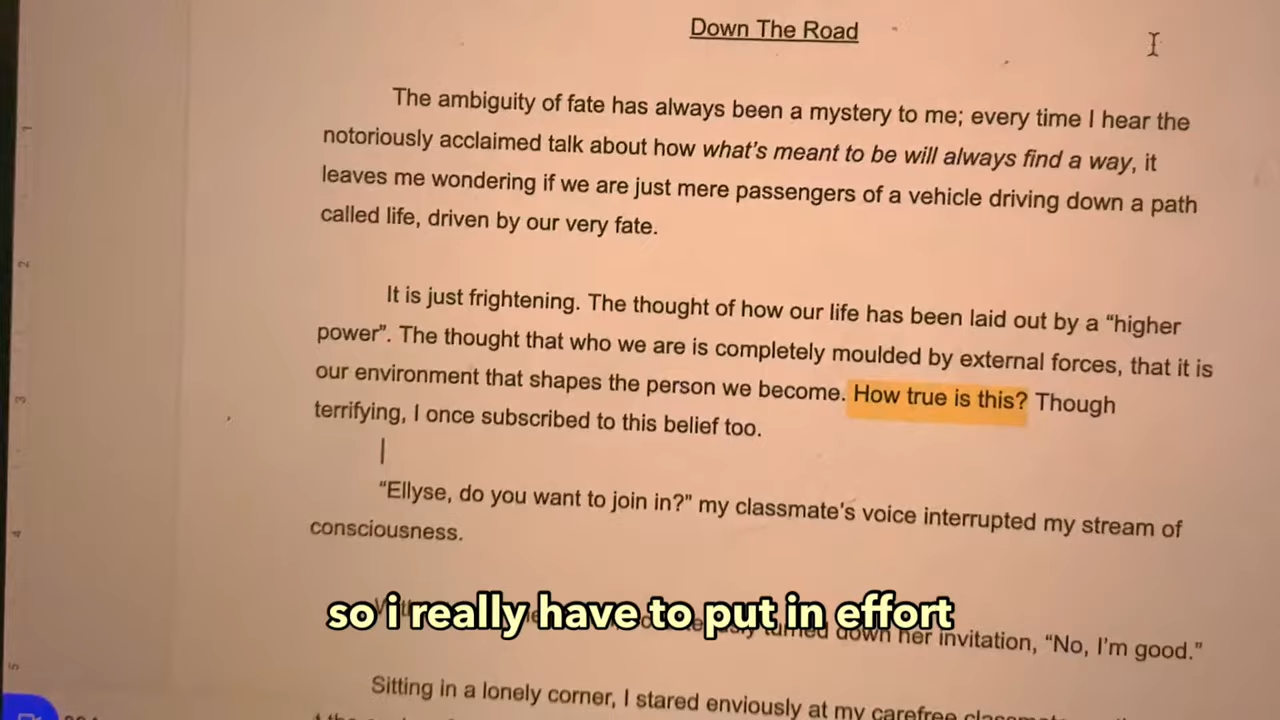 Down The Road
The ambiguity of fate has always been a mystery to me; every time I hear the
notoriously acclaimed talk about how what's meant to be will always find a way, it
leaves me wondering if we are just mere passengers of a vehicle driving down a path
called life, driven by our very fate.
It is just frightening. The thought of how our life has been laid out by a “higher
power”. The thought that who we are is completely moulded by external forces, that it is
our environment that shapes the person we become. How true is this? Though
terrifying, I once subscribed to this belief too.
“Ellyse, do you want to join in?” my classmate's voice interrupted my stream of
consciousness.
so i really have to put in effort
turned down her invitation, “No, I'm good.”
Sitting in a lonely corner, I stared enviously at my carefree
1
2
3
4
5